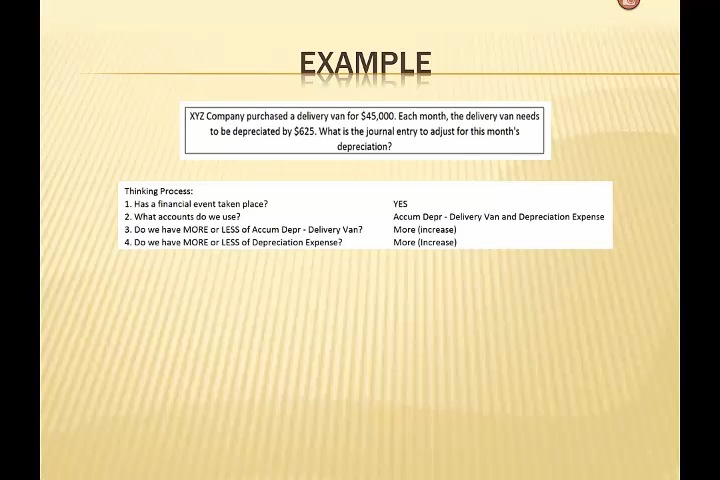 EXAMPLE
XYZ Company purchased a delivery van for $45,000. Each month, the delivery van needs
to be depreciated by $625. What is the journal entry to adjust for this month's
depreciation?
Thinking Process:
1. Has a financial event taken place? YES
2. What accounts do we use? Accum Depr - Delivery Van and Depreciation Expense
3. Do we have MORE or LESS of Accum Depr - Delivery Van? More (increase)
4. Do we have MORE or LESS of Depreciation Expense? More (Increase)